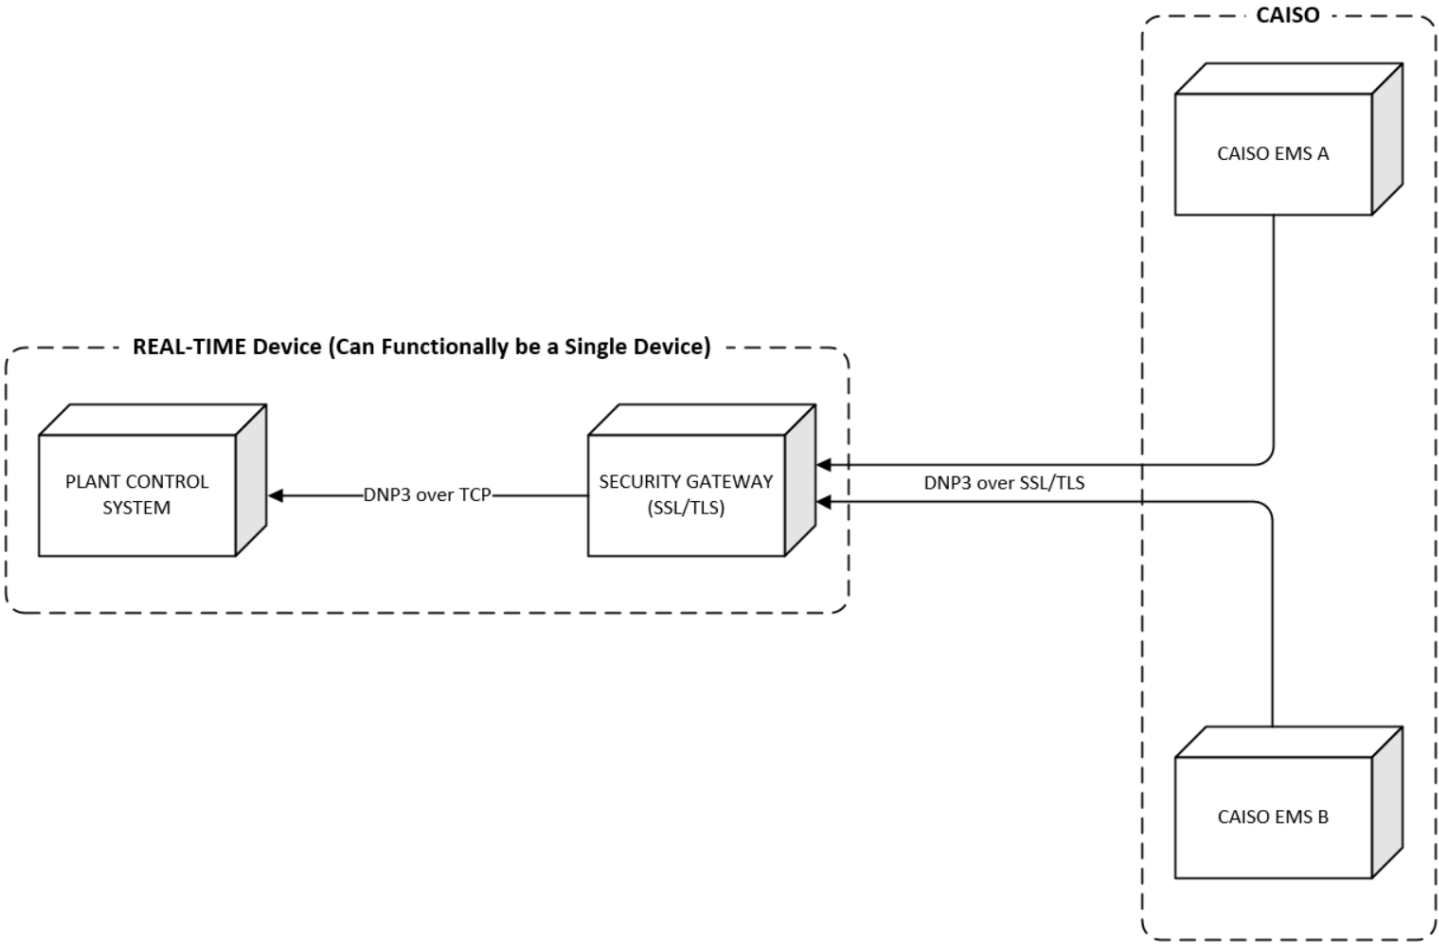 CAISO
CAISO EMS A
REAL-TIME Device (Can Functionally be a Single Device)
PLANT CONTROL
SYSTEM
DNP3 over TCP
SECURITY GATEWAY
(SSL/TLS)
DNP3 over SSL/TLS
CAISO EMS B